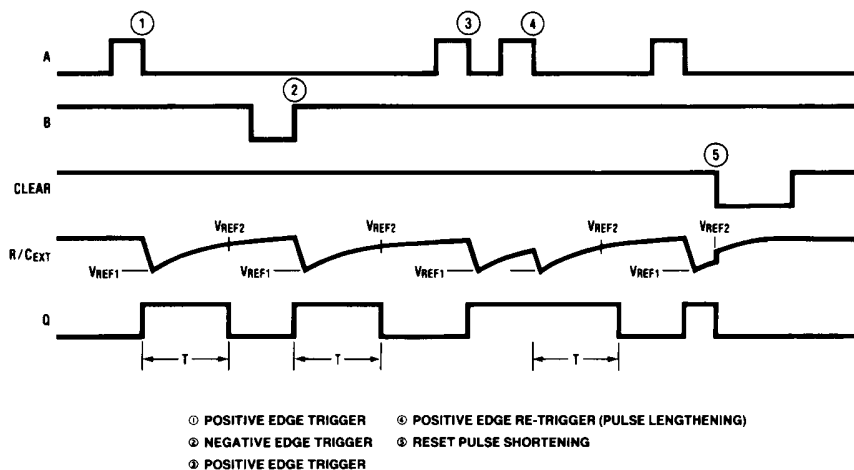 ① ③ ④
A
②
B
⑤
CLEAR
VREF2 VREF2 VREF2 VREF2
R/CEXT
VREF1 VREF1 VREF1 VREF1
Q
T T T
① POSITIVE EDGE TRIGGER ④ POSITIVE EDGE RE-TRIGGER (PULSE LENGTHENING)
② NEGATIVE EDGE TRIGGER ⑤ RESET PULSE SHORTENING
③ POSITIVE EDGE TRIGGER